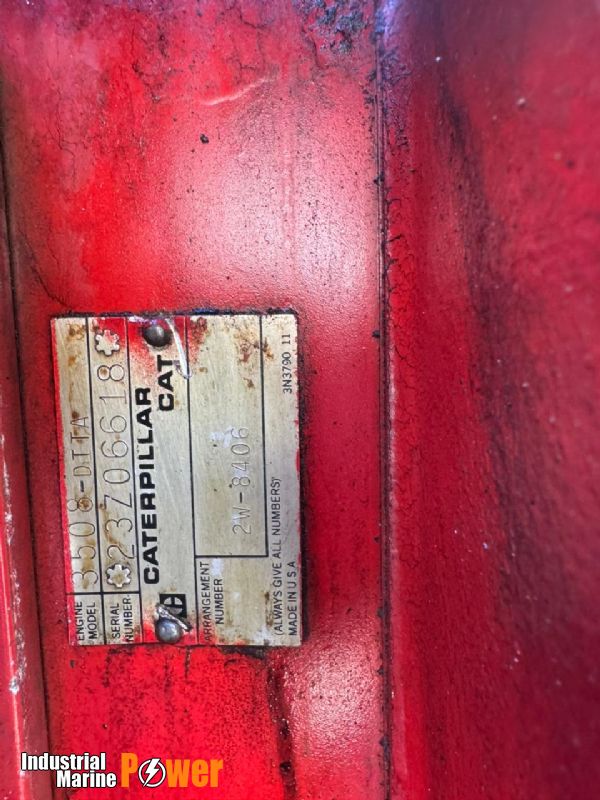 ENGINE MODEL 3508-DITA
SERIAL NUMBER 23Z06618
CATERPILLAR
CAT
ARRANGEMENT NUMBER 2W-8406
(ALWAYS GIVE ALL NUMBERS)
MADE IN U.S.A. 3N3790 11
Industrial
Marine Power